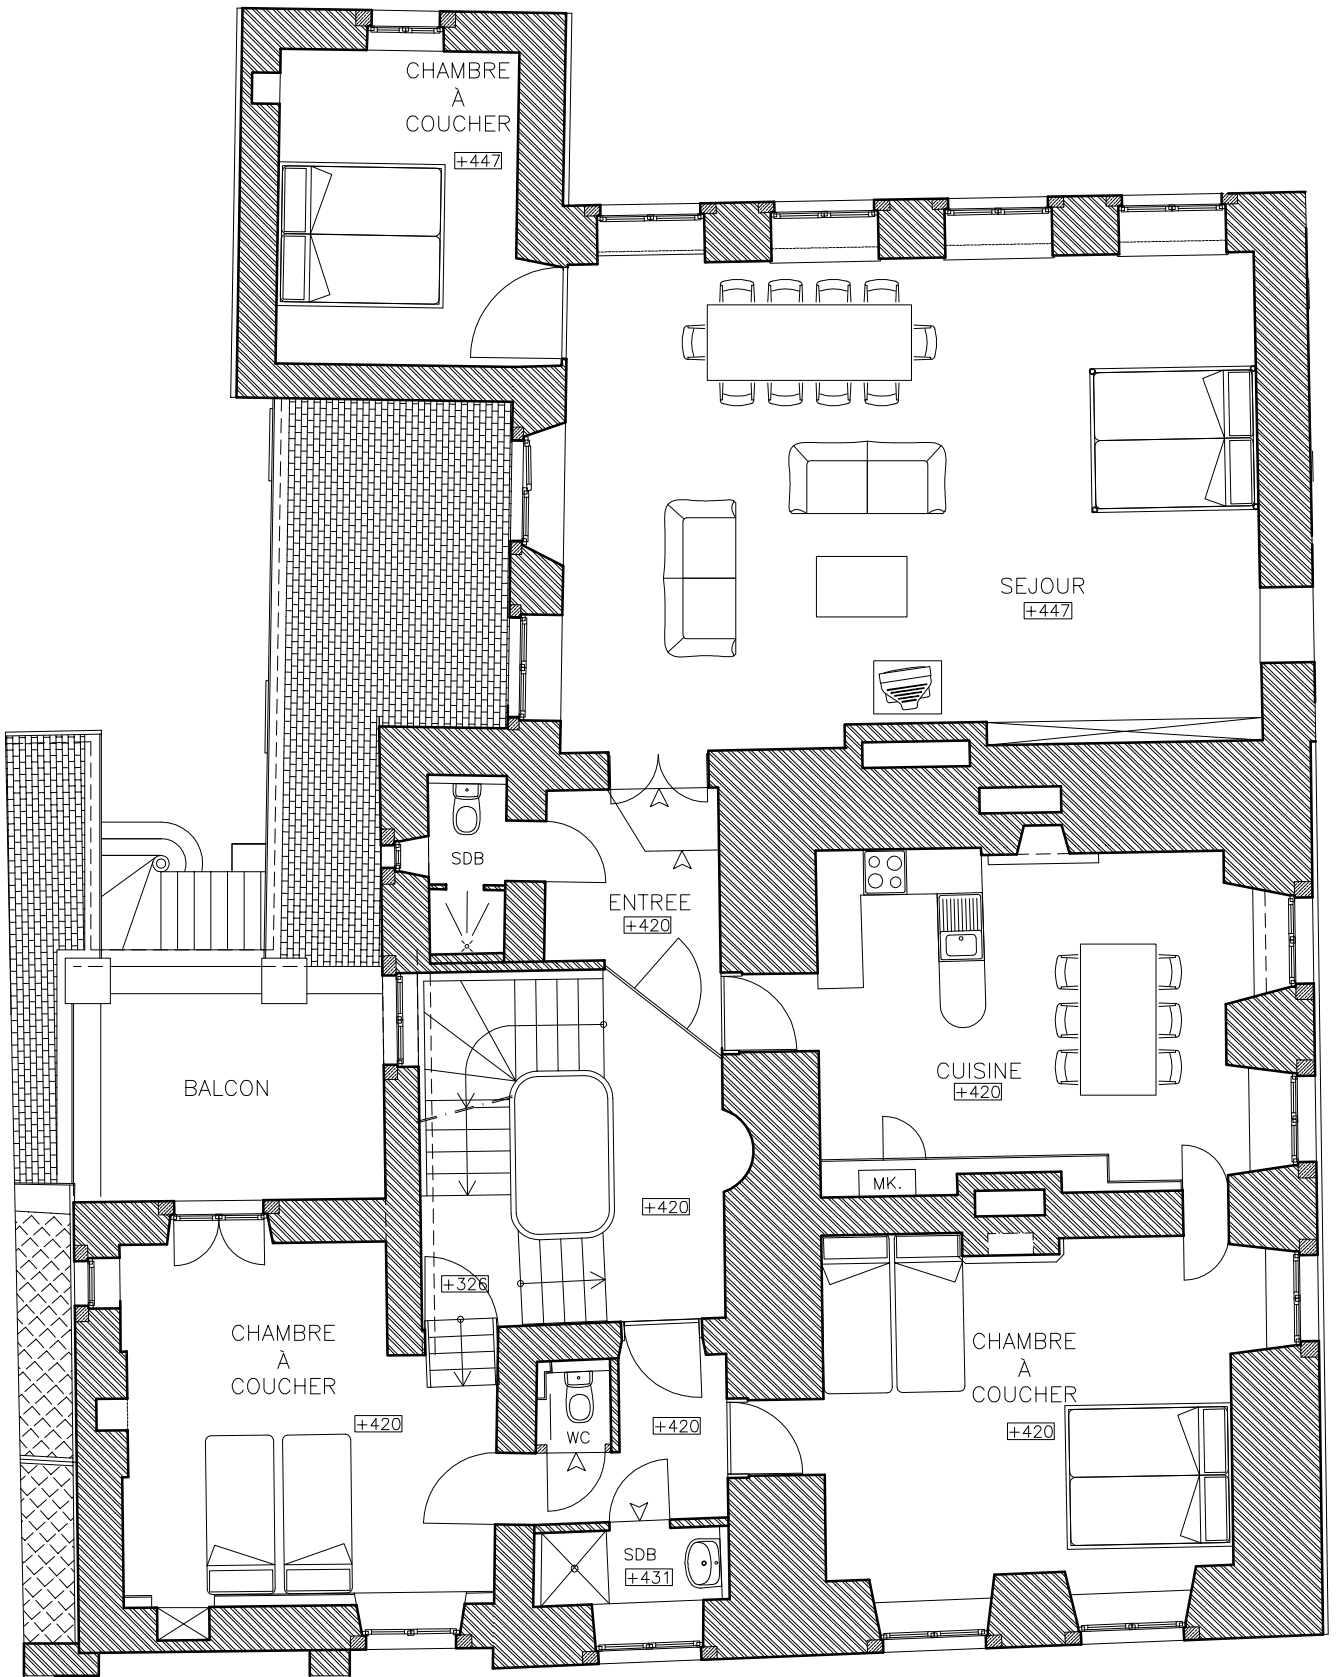 CHAMBRE
À
COUCHER
+447
SEJOUR
+447
SDB
ENTREE
+420
CUISINE
+420
BALCON
MK.
+420
+326
CHAMBRE
À
COUCHER
+420
CHAMBRE
À
COUCHER
+420
+420
WC
SDB
+431